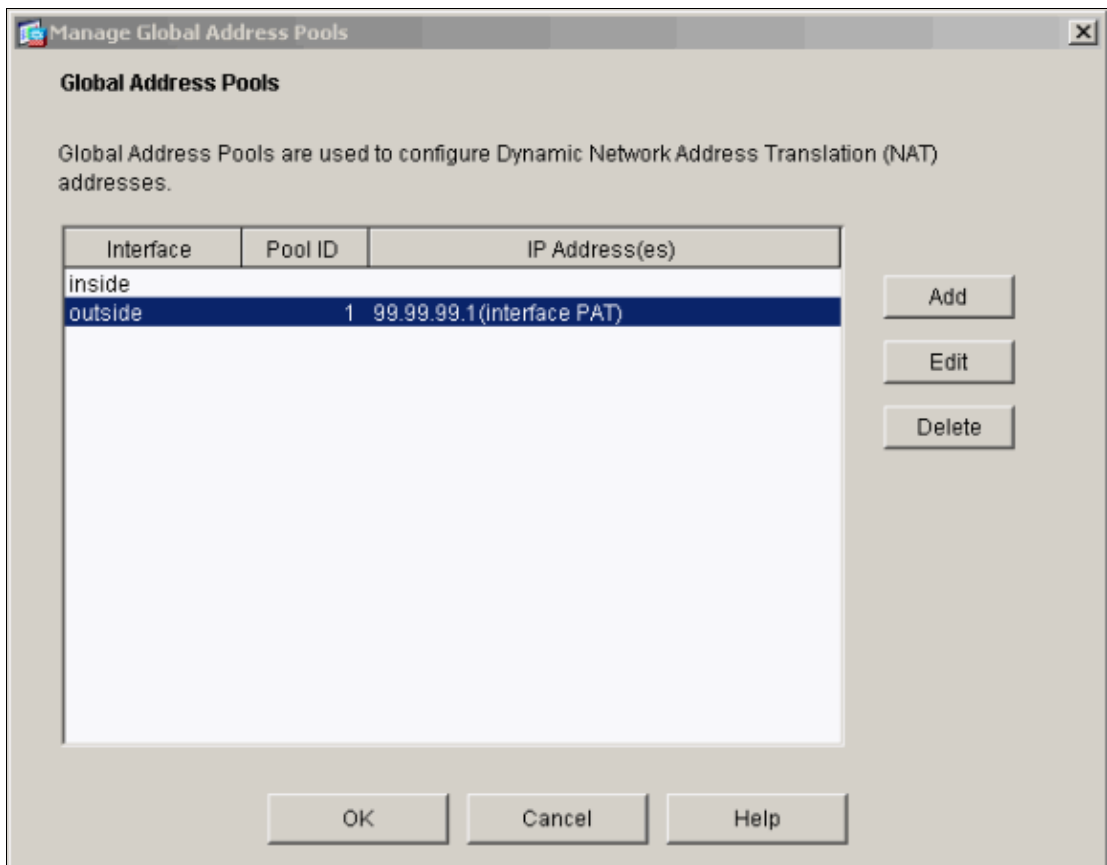 Manage Global Address Pools
Global Address Pools
Global Address Pools are used to configure Dynamic Network Address Translation (NAT)
addresses.
Interface Pool ID IP Address(es)
inside
outside 1 99.99.99.1(interface PAT)
Add
Edit
Delete
OK Cancel Help